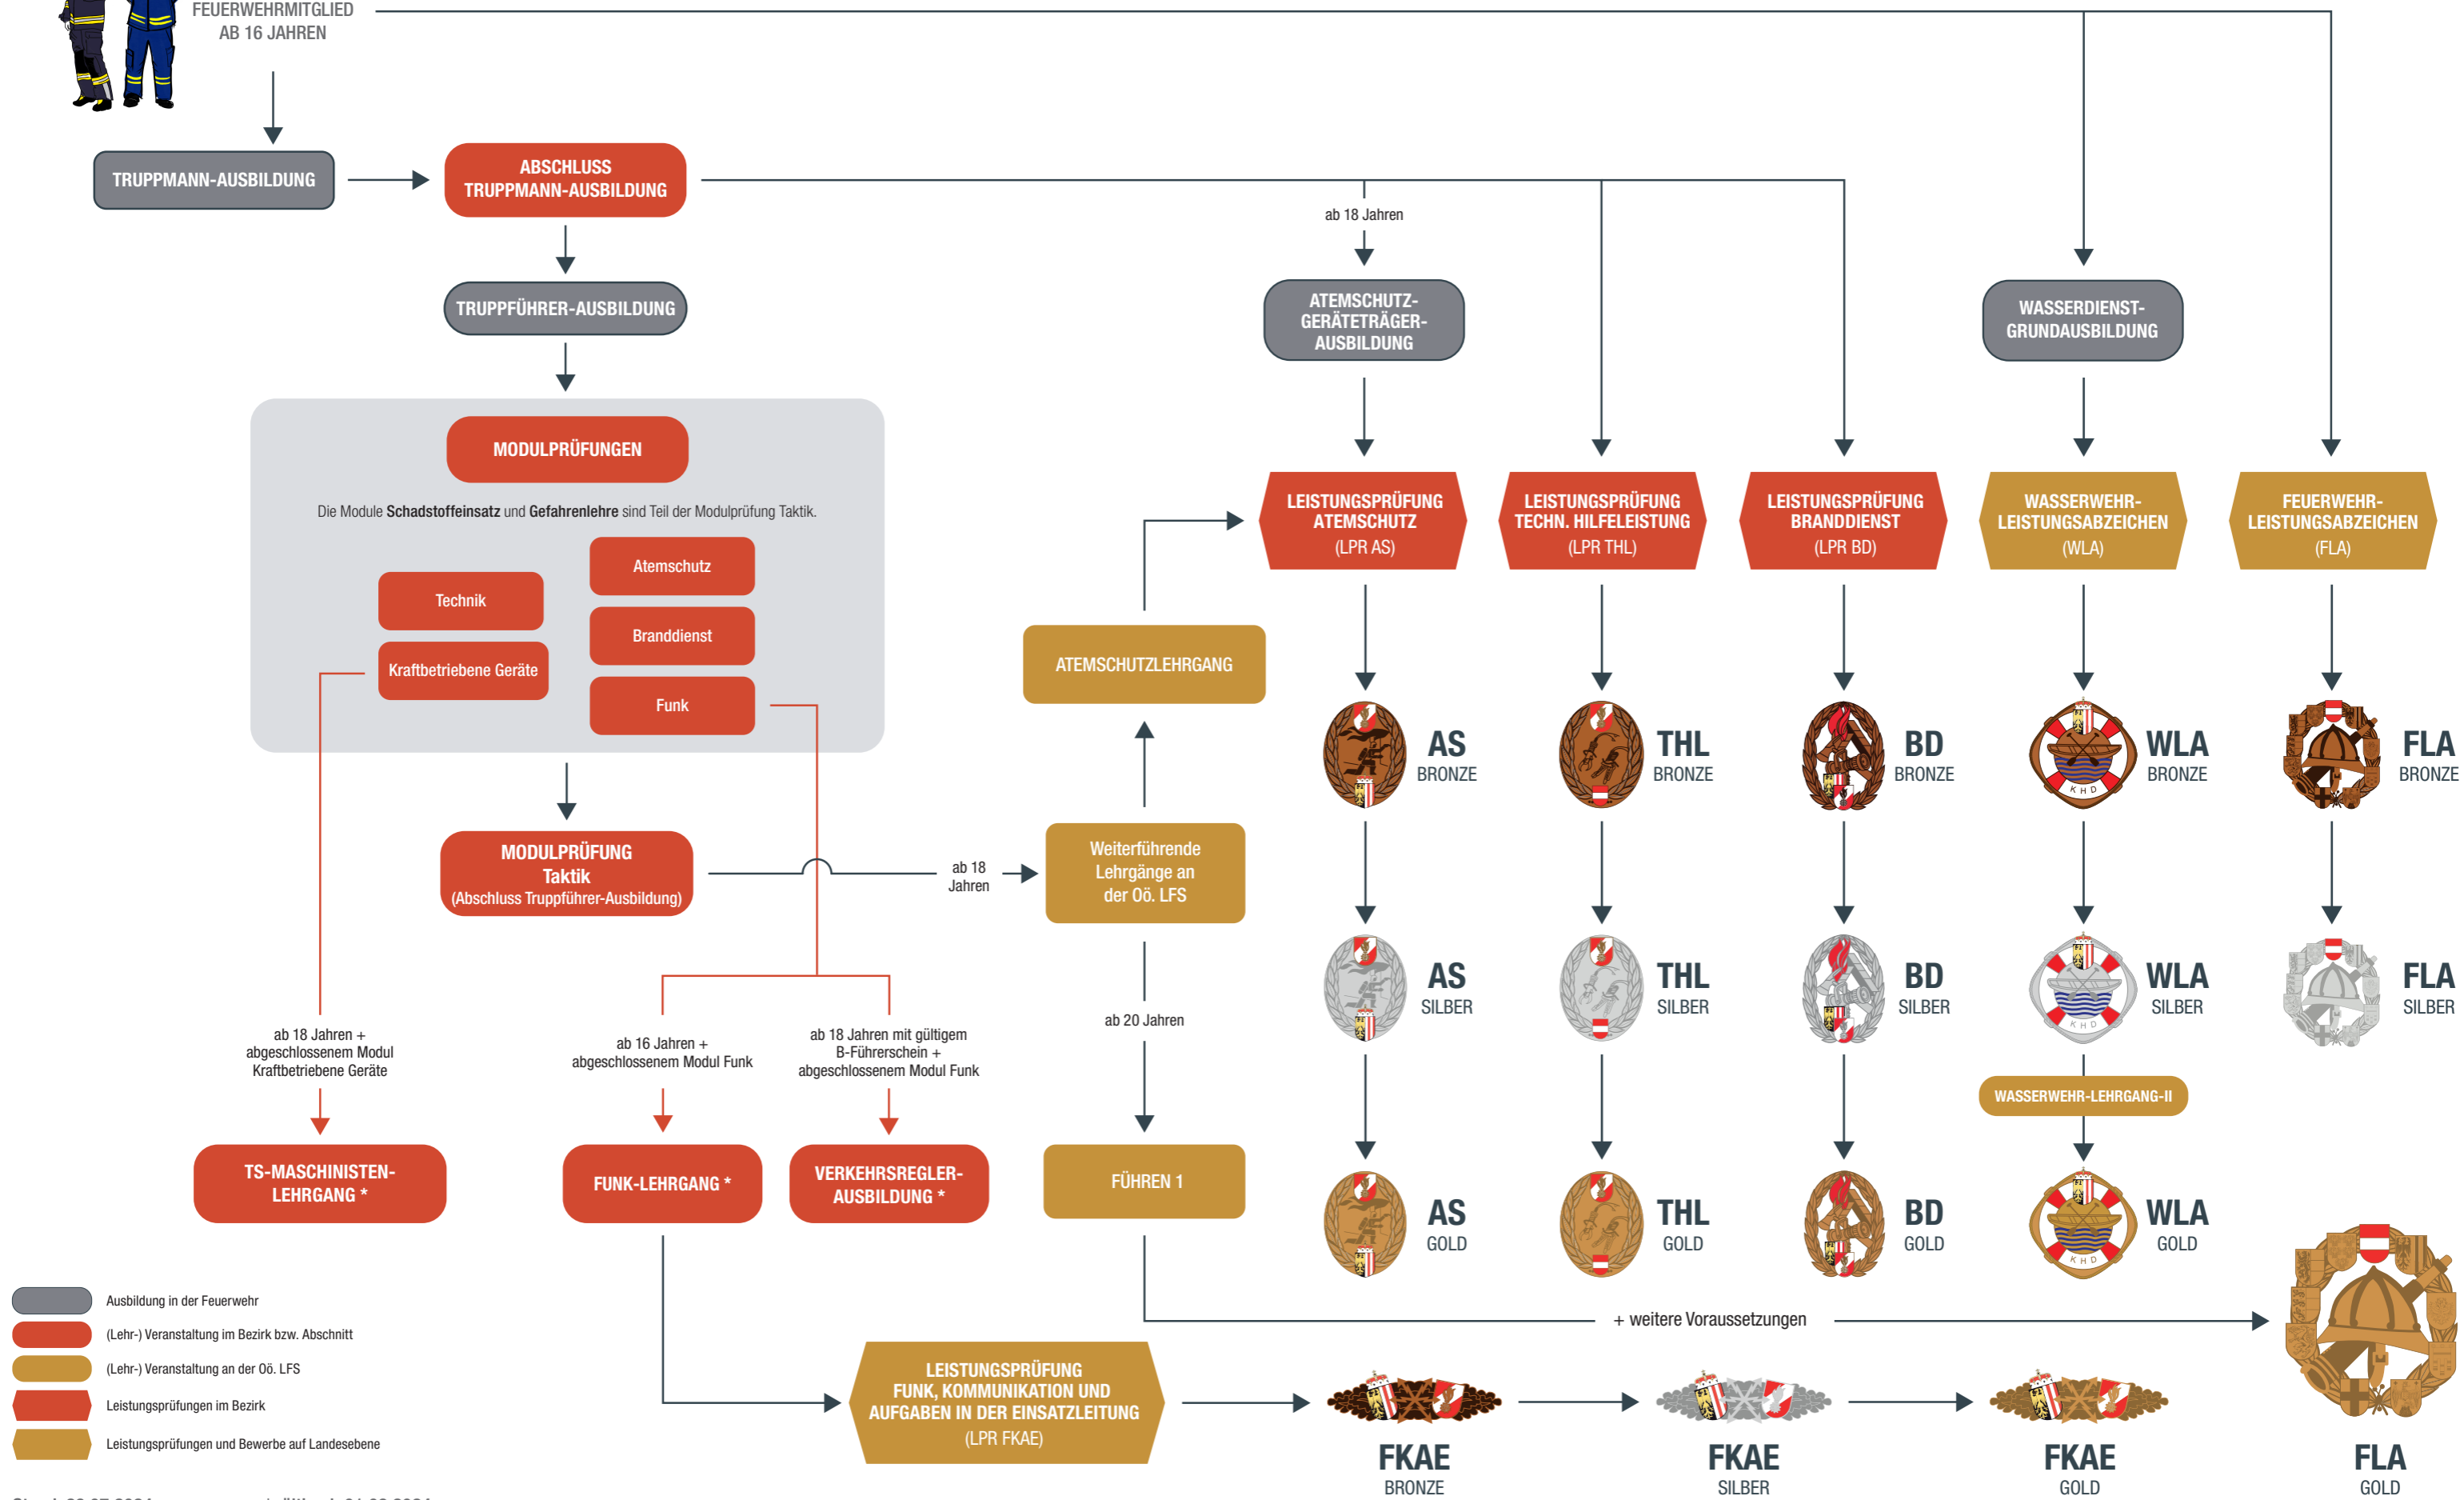 FEUERWEHRMITGLIED
AB 16 JAHREN
TRUPPMANN-AUSBILDUNG
ABSCHLUSS
TRUPPMANN-AUSBILDUNG
ab 18 Jahren
TRUPPFÜHRER-AUSBILDUNG
ATEMSCHUTZ-
GERÄTETRÄGER-
AUSBILDUNG
WASSERDIENST-
GRUNDAUSBILDUNG
MODULPRÜFUNGEN
Die Module Schadstoffeinsatz und Gefahrenlehre sind Teil der Modulprüfung Taktik.
Technik
Kraftbetriebene Geräte
Atemschutz
Branddienst
Funk
LEISTUNGSPRÜFUNG
ATEMSCHUTZ
(LPR AS)
LEISTUNGSPRÜFUNG
TECHN. HILFELEISTUNG
(LPR THL)
LEISTUNGSPRÜFUNG
BRANDDIENST
(LPR BD)
WASSERWEHR-
LEISTUNGSABZEICHEN
(WLA)
FEUERWEHR-
LEISTUNGSABZEICHEN
(FLA)
ATEMSCHUTZLEHRGANG
AS
BRONZE
THL
BRONZE
BD
BRONZE
KHD
WLA
BRONZE
FLA
BRONZE
MODULPRÜFUNG
Taktik
(Abschluss Truppführer-Ausbildung)
ab 18
Jahren
Weiterführende
Lehrgänge an
der Oö. LFS
AS
SILBER
THL
SILBER
BD
SILBER
KHD
WLA
SILBER
FLA
SILBER
ab 18 Jahren +
abgeschlossenem Modul
Kraftbetriebene Geräte
ab 16 Jahren +
abgeschlossenem Modul Funk
ab 18 Jahren mit gültigem
B-Führerschein +
abgeschlossenem Modul Funk
ab 20 Jahren
WASSERWEHR-LEHRGANG-II
TS-MASCHINISTEN-
LEHRGANG *
FUNK-LEHRGANG *
VERKEHRSREGLER-
AUSBILDUNG *
FÜHREN 1
AS
GOLD
THL
GOLD
BD
GOLD
KHD
WLA
GOLD
Ausbildung in der Feuerwehr
(Lehr-) Veranstaltung im Bezirk bzw. Abschnitt
(Lehr-) Veranstaltung an der Oö. LFS
Leistungsprüfungen im Bezirk
Leistungsprüfungen und Bewerbe auf Landesebene
+ weitere Voraussetzungen
LEISTUNGSPRÜFUNG
FUNK, KOMMUNIKATION UND
AUFGABEN IN DER EINSATZLEITUNG
(LPR FKAE)
FKAE
BRONZE
FKAE
SILBER
FKAE
GOLD
FLA
GOLD